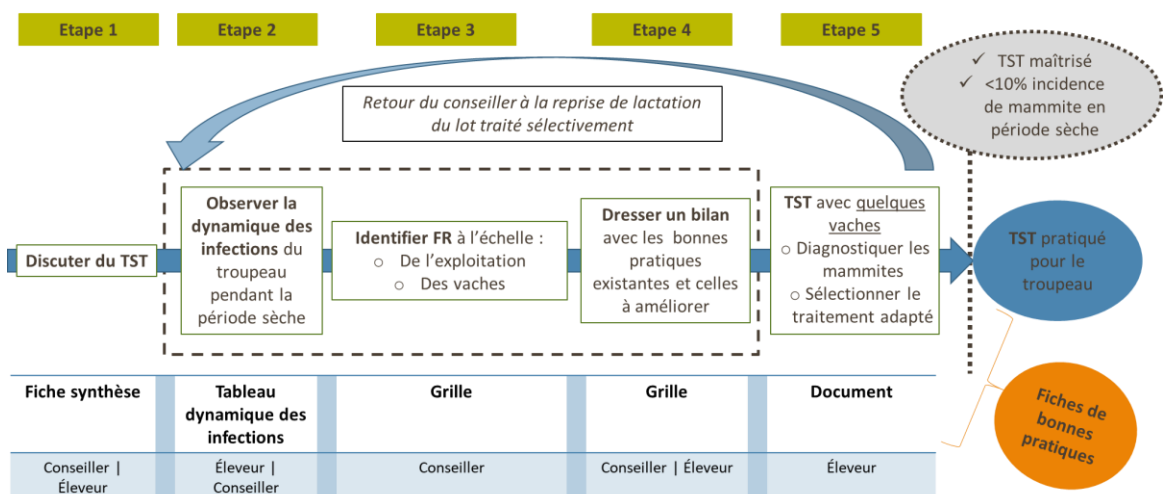 Etape 1
Etape 2
Etape 3
Etape 4
Etape 5
✓ TST maîtrisé
✓ <10% incidence
de mammite en
période sèche
Retour du conseiller à la reprise de lactation
du lot traité sélectivement
Discuter du TST
Observer la
dynamique des
infections du
troupeau
pendant la
période sèche
Identifier FR à l'échelle :
o De l'exploitation
o Des vaches
Dresser un bilan
avec les bonnes
pratiques
existantes et celles
à améliorer
TST avec quelques
vaches
o Diagnostiquer les
mammites
o Sélectionner le
traitement adapté
TST pratiqué
pour le
troupeau
Fiche synthèse
Tableau
dynamique des
infections
Grille
Grille
Document
Conseiller |
Éleveur
Éleveur |
Conseiller
Conseiller
Conseiller | Éleveur
Éleveur
Fiches de
bonnes
pratiques